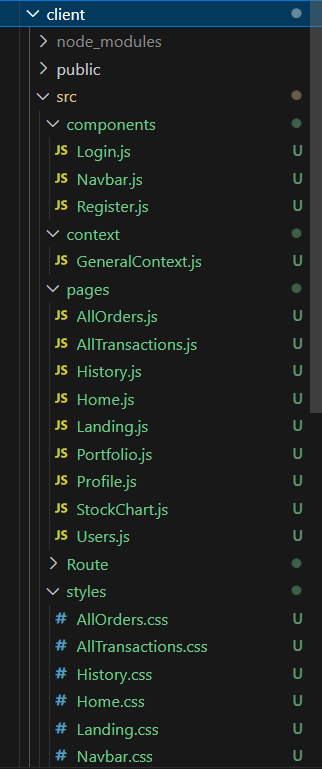 client
node_modules
public
src
components
JS Login.js U
JS Navbar.js U
JS Register.js U
context
JS GeneralContext.js U
pages
JS AllOrders.js U
JS AllTransactions.js U
JS History.js U
JS Home.js U
JS Landing.js U
JS Portfolio.js U
JS Profile.js U
JS StockChart.js U
JS Users.js U
Route
styles
# AllOrders.css U
# AllTransactions.css U
# History.css U
# Home.css U
# Landing.css U
# Navbar.css U